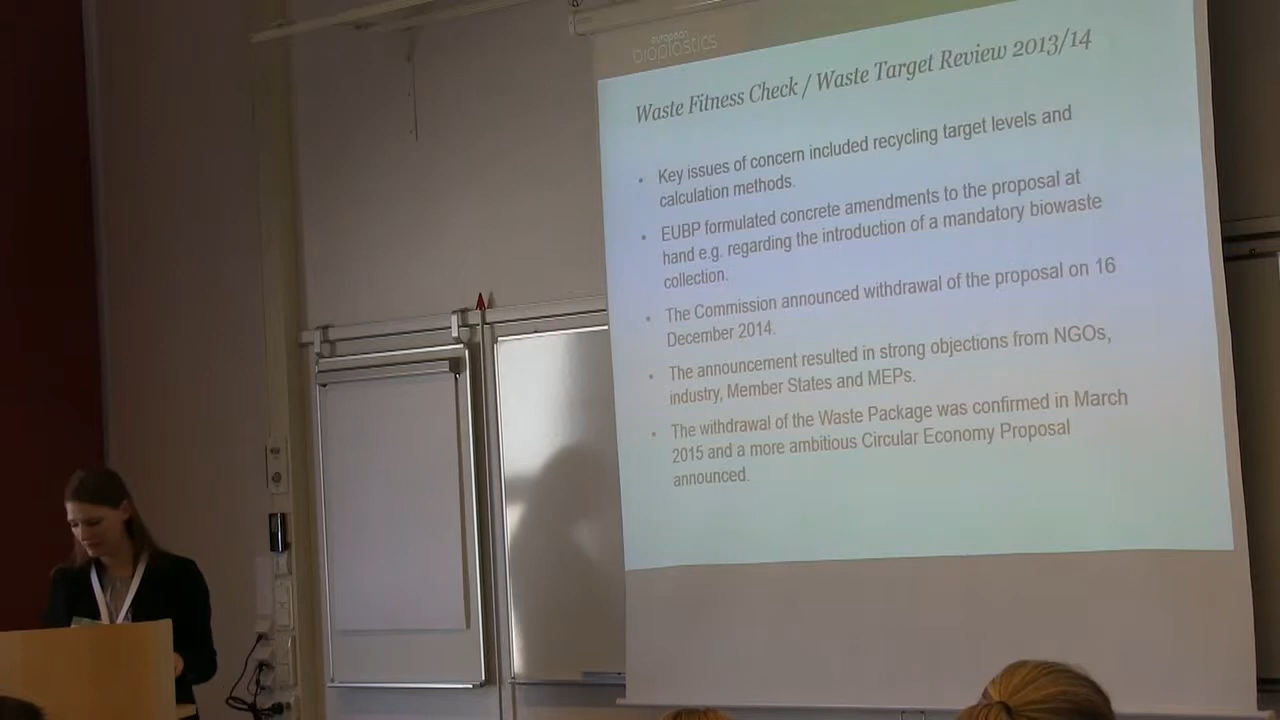 european
bioplastics
Waste Fitness Check / Waste Target Review 2013/14
• Key issues of concern included recycling target levels and
calculation methods.
• EUBP formulated concrete amendments to the proposal at
hand e.g. regarding the introduction of a mandatory biowaste
collection.
• The Commission announced withdrawal of the proposal on 16
December 2014.
• The announcement resulted in strong objections from NGOs,
industry, Member States and MEPs.
• The withdrawal of the Waste Package was confirmed in March
2015 and a more ambitious Circular Economy Proposal
announced.